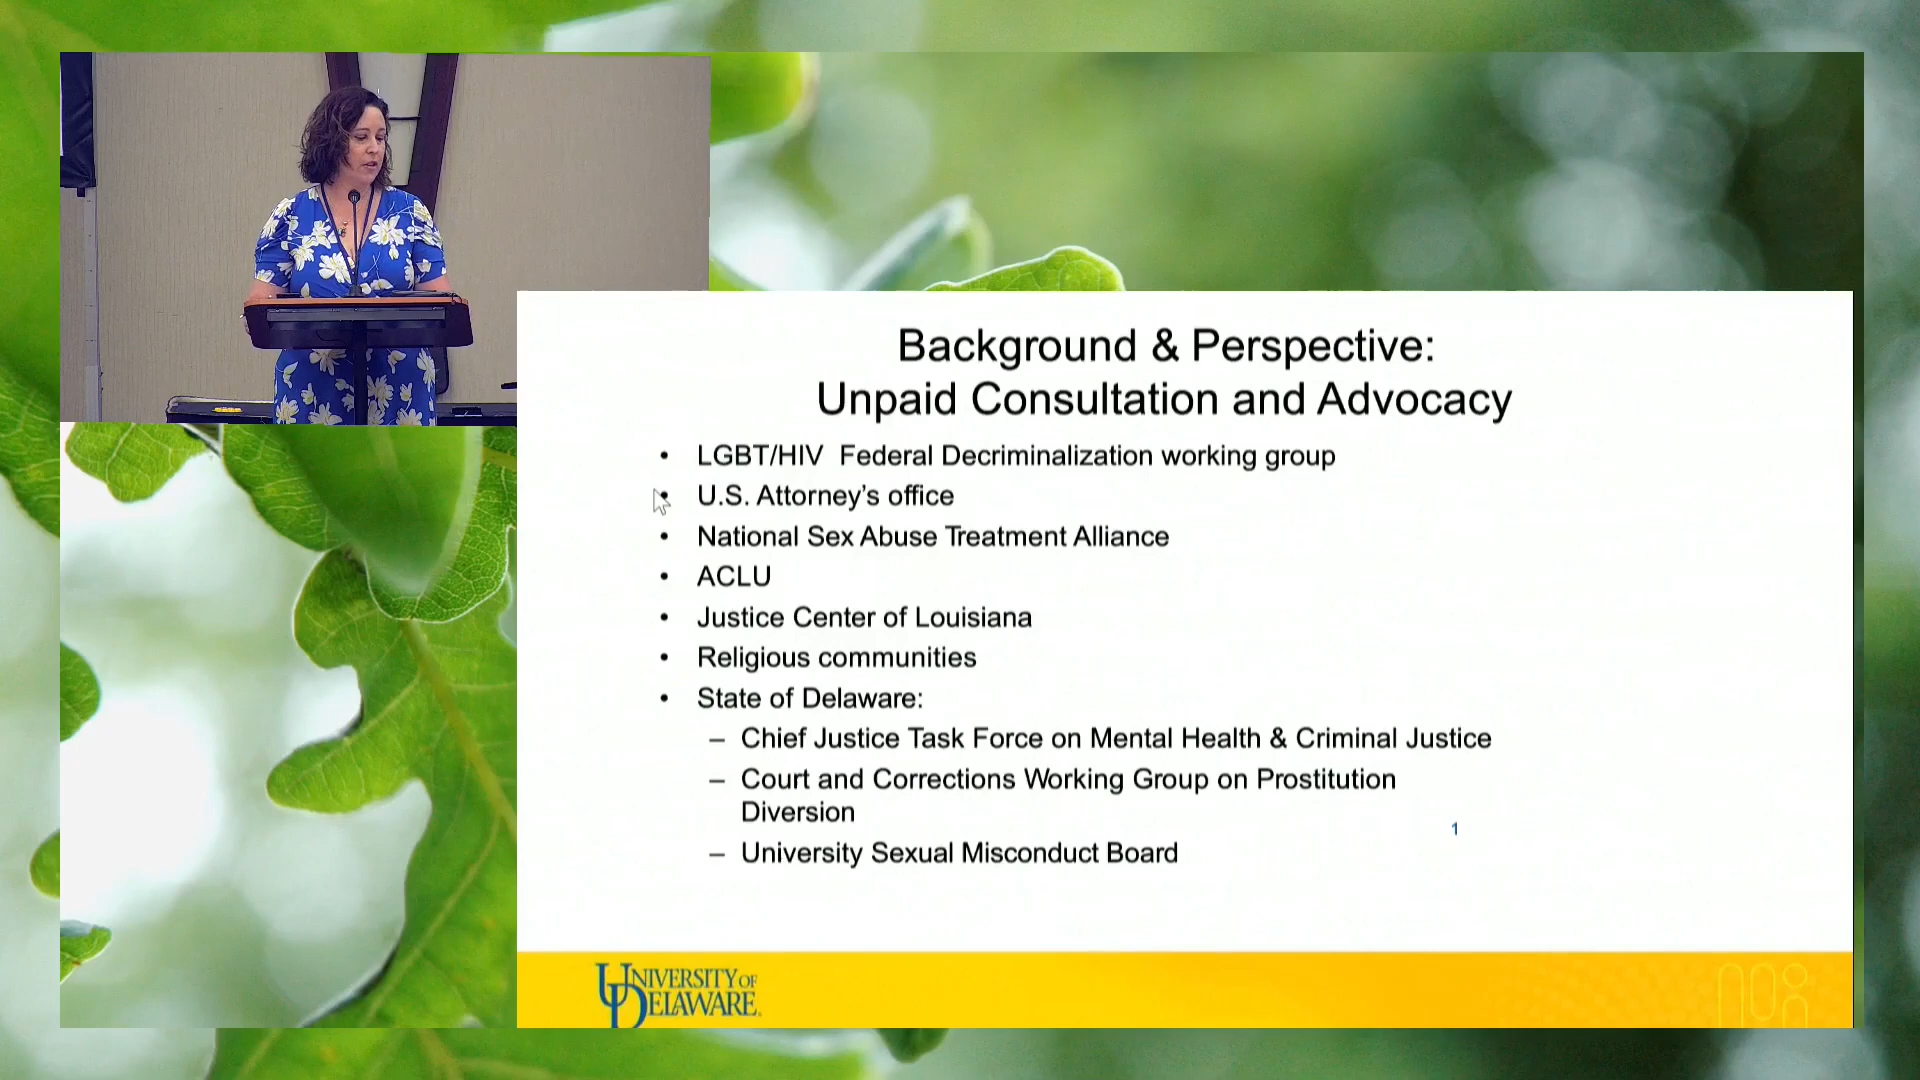 Background & Perspective:
Unpaid Consultation and Advocacy
• LGBT/HIV Federal Decriminalization working group
• U.S. Attorney’s office
• National Sex Abuse Treatment Alliance
• ACLU
• Justice Center of Louisiana
• Religious communities
• State of Delaware:
– Chief Justice Task Force on Mental Health & Criminal Justice
– Court and Corrections Working Group on Prostitution
Diversion
– University Sexual Misconduct Board
1
UNIVERSITY OF
DELAWARE.